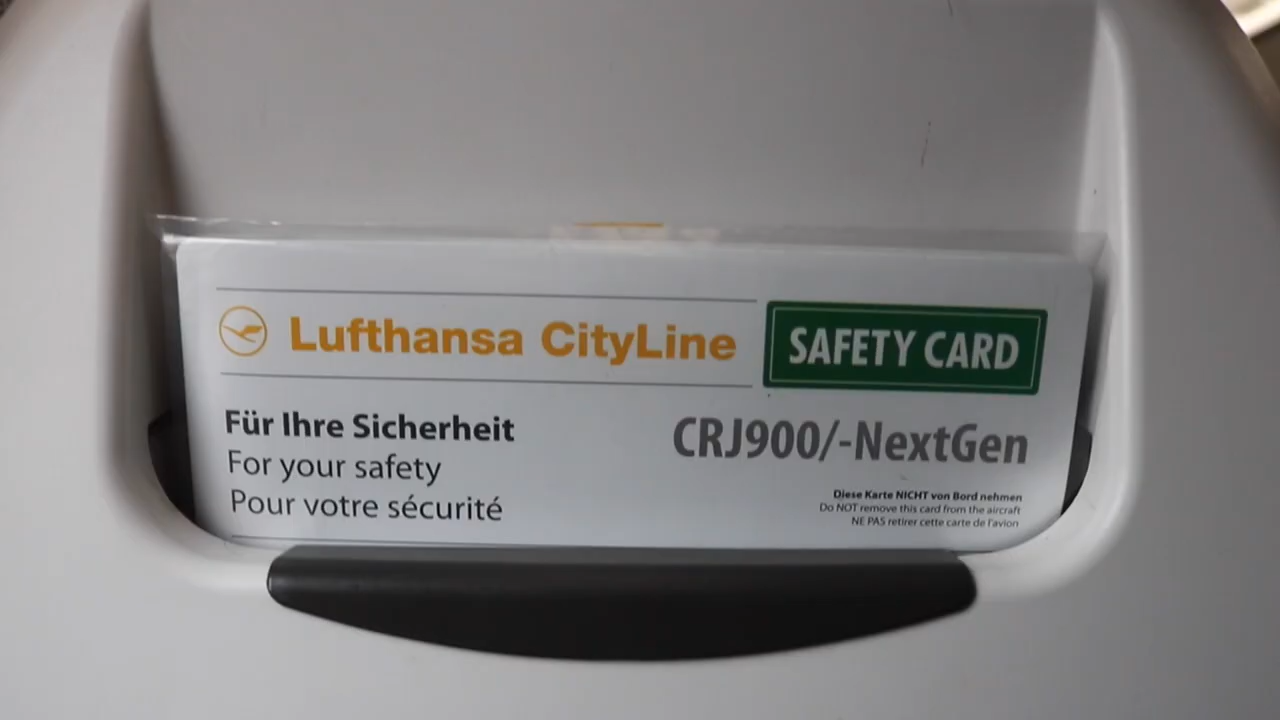 Lufthansa CityLine
SAFETY CARD
Für Ihre Sicherheit
For your safety
Pour votre sécurité
CRJ900/-NextGen
Diese Karte NICHT von Bord nehmen
Do NOT remove this card from the aircraft
NE PAS retirer cette carte de l'avion